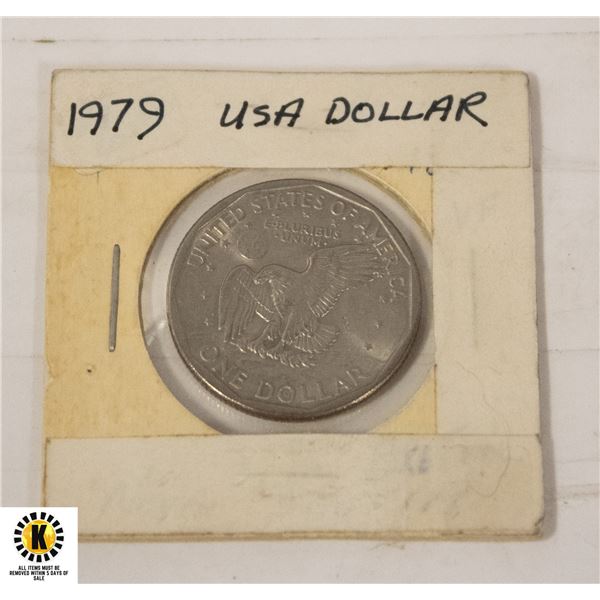 1979 USA DOLLAR
UNITED STATES OF AMERICA
E PLURIBUS
UNUM
ONE DOLLAR
K
ALL ITEMS MUST BE
REMOVED WITHIN 5 DAYS OF
SALE